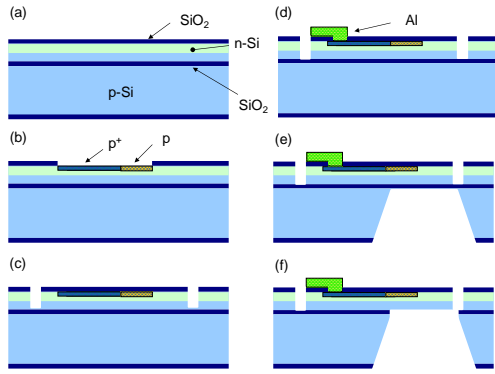 (a)
SiO2
n-Si
p-Si
SiO2
(b)
p+
p
(c)
(d)
Al
(e)
(f)